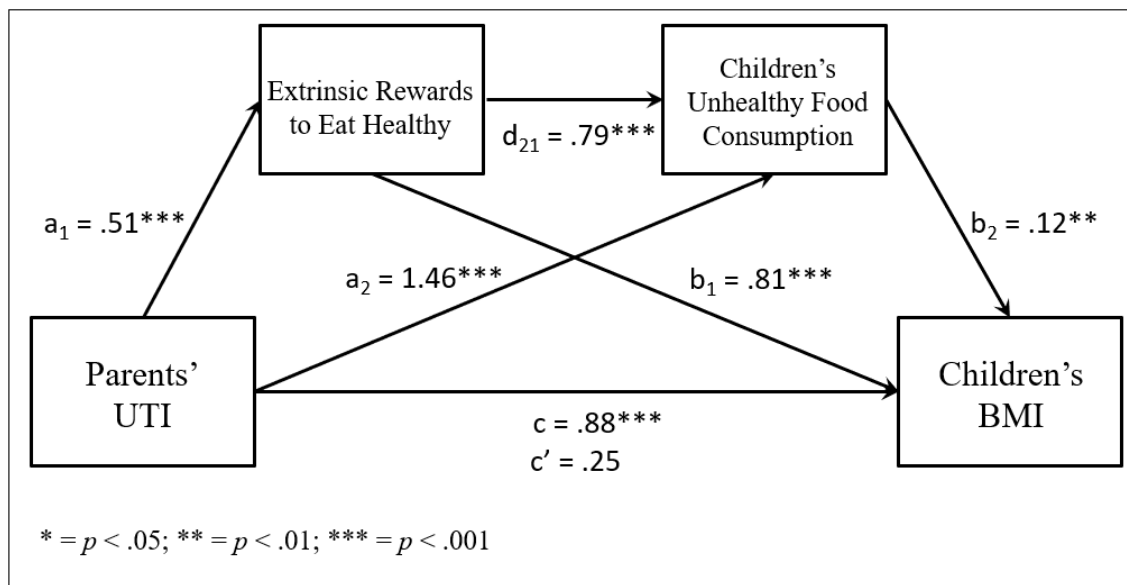 Extrinsic Rewards
to Eat Healthy
Children’s
Unhealthy Food
Consumption
d₂₁ = .79***
a₁ = .51***
b₂ = .12**
a₂ = 1.46***
b₁ = .81***
Parents’
UTI
Children’s
BMI
c = .88***
c’ = .25
* = p < .05; ** = p < .01; *** = p < .001